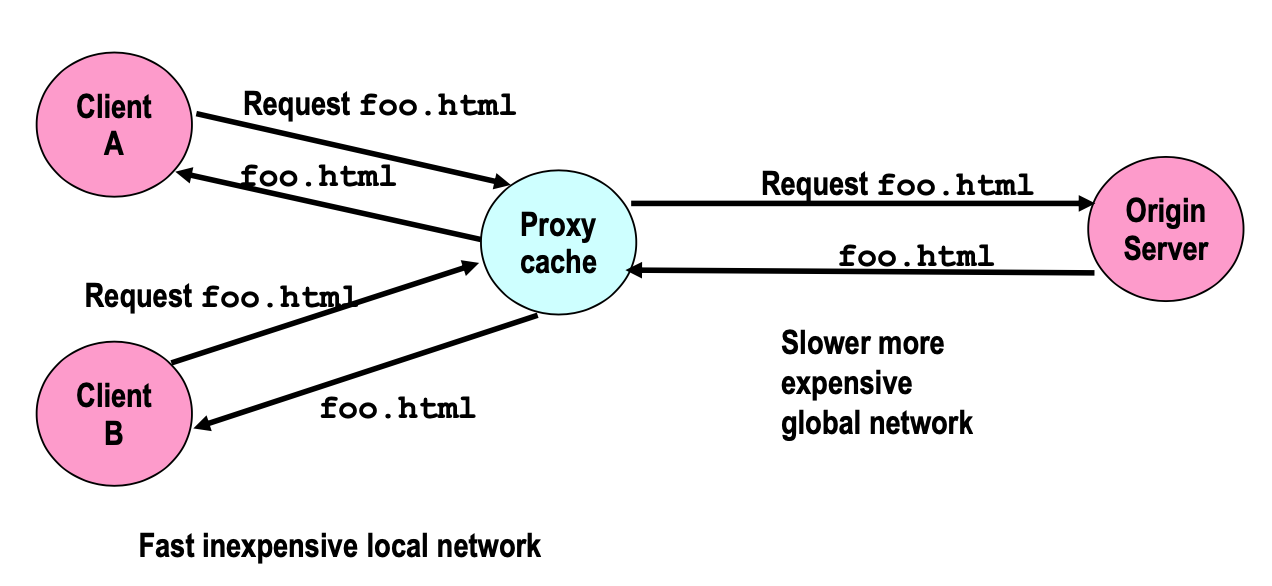 Client
A
Request foo.html
foo.html
Request foo.html
Proxy
cache
Origin
Server
foo.html
Request foo.html
Slower more
expensive
global network
Client
B
foo.html
Fast inexpensive local network